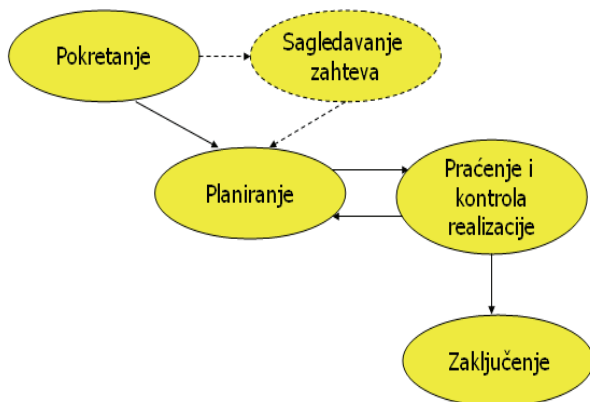 Pokretanje
Sagledavanje
zahteva
Planiranje
Praćenje i
kontrola
realizacije
Zaključenje